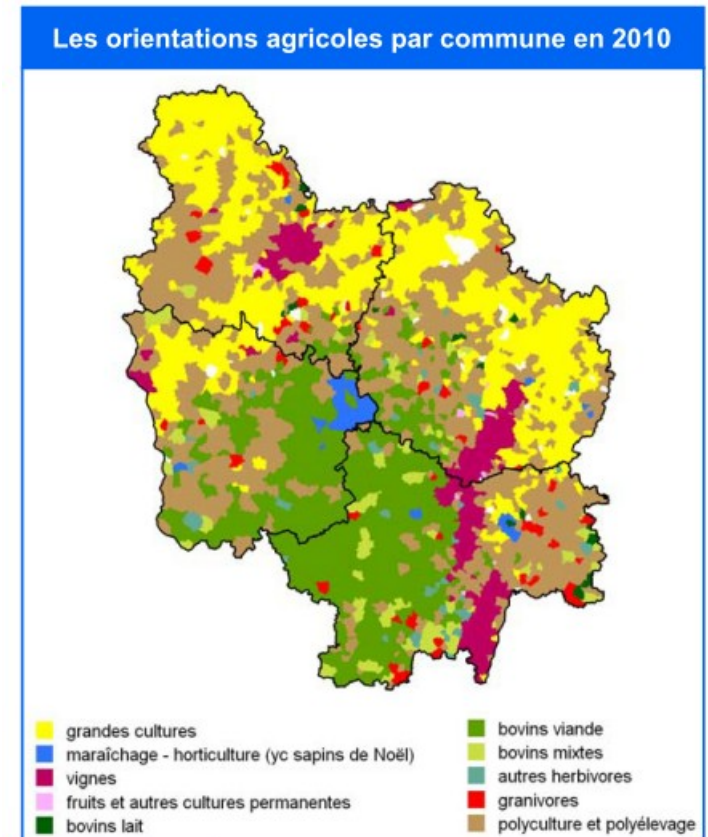 Les orientations agricoles par commune en 2010
grandes cultures
maraîchage - horticulture (yc sapins de Noël)
vignes
fruits et autres cultures permanentes
bovins lait
bovins viande
bovins mixtes
autres herbivores
granivores
polyculture et polyélevage